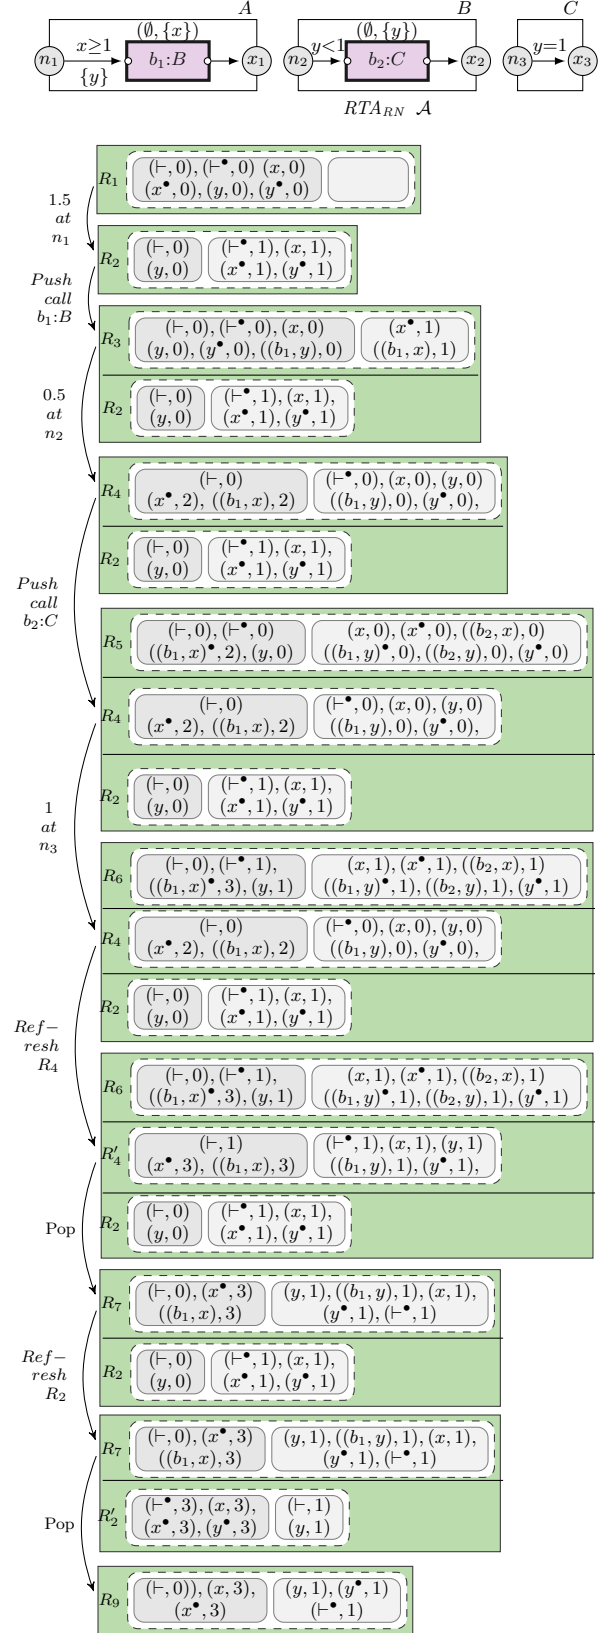 A
B
C
x≥1
(∅, {x})
y<1
(∅, {y})
y=1
n₁
b₁:B
x₁
n₂
b₂:C
x₂
n₃
x₃
{y}
RTA_RN 𝒜
R₁
(⊢, 0), (⊢•, 0) (x, 0)
(x•, 0), (y, 0), (y•, 0)
1.5
at
n₁
R₂
(⊢, 0) (⊢•, 1), (x, 1),
(y, 0) (x•, 1), (y•, 1)
Push
call
b₁:B
R₃
(⊢, 0), (⊢•, 0), (x, 0) (x•, 1)
(y, 0), (y•, 0), ((b₁, y), 0) ((b₁, x), 1)
R₂
(⊢, 0) (⊢•, 1), (x, 1),
(y, 0) (x•, 1), (y•, 1)
0.5
at
n₂
R₄
(⊢, 0) (⊢•, 0), (x, 0), (y, 0)
(x•, 2), ((b₁, x), 2) ((b₁, y), 0), (y•, 0),
R₂
(⊢, 0) (⊢•, 1), (x, 1),
(y, 0) (x•, 1), (y•, 1)
Push
call
b₂:C
R₅
(⊢, 0), (⊢•, 0) (x, 0), (x•, 0), ((b₂, x), 0)
((b₁, x)•, 2), (y, 0) ((b₁, y)•, 0), ((b₂, y), 0), (y•, 0)
R₄
(⊢, 0) (⊢•, 0), (x, 0), (y, 0)
(x•, 2), ((b₁, x), 2) ((b₁, y), 0), (y•, 0),
R₂
(⊢, 0) (⊢•, 1), (x, 1),
(y, 0) (x•, 1), (y•, 1)
1
at
n₃
R₆
(⊢, 0), (⊢•, 1), (x, 1), (x•, 1), ((b₂, x), 1)
((b₁, x)•, 3), (y, 1) ((b₁, y)•, 1), ((b₂, y), 1), (y•, 1)
R₄
(⊢, 0) (⊢•, 0), (x, 0), (y, 0)
(x•, 2), ((b₁, x), 2) ((b₁, y), 0), (y•, 0),
R₂
(⊢, 0) (⊢•, 1), (x, 1),
(y, 0) (x•, 1), (y•, 1)
Ref−
resh
R₄
R₆
(⊢, 0), (⊢•, 1), (x, 1), (x•, 1), ((b₂, x), 1)
((b₁, x)•, 3), (y, 1) ((b₁, y)•, 1), ((b₂, y), 1), (y•, 1)
R′₄
(⊢, 1) (⊢•, 1), (x, 1), (y, 1)
(x•, 3), ((b₁, x), 3) ((b₁, y), 1), (y•, 1),
R₂
(⊢, 0) (⊢•, 1), (x, 1),
(y, 0) (x•, 1), (y•, 1)
Pop
R₇
(⊢, 0), (x•, 3) (y, 1), ((b₁, y), 1), (x, 1),
((b₁, x), 3) (y•, 1), (⊢•, 1)
R₂
(⊢, 0) (⊢•, 1), (x, 1),
(y, 0) (x•, 1), (y•, 1)
Ref−
resh
R₂
R₇
(⊢, 0), (x•, 3) (y, 1), ((b₁, y), 1), (x, 1),
((b₁, x), 3) (y•, 1), (⊢•, 1)
R′₂
(⊢•, 3), (x, 3), (⊢, 1)
(x•, 3), (y•, 3) (y, 1)
Pop
R₉
(⊢, 0)), (x, 3), (y, 1), (y•, 1)
(x•, 3) (⊢•, 1)